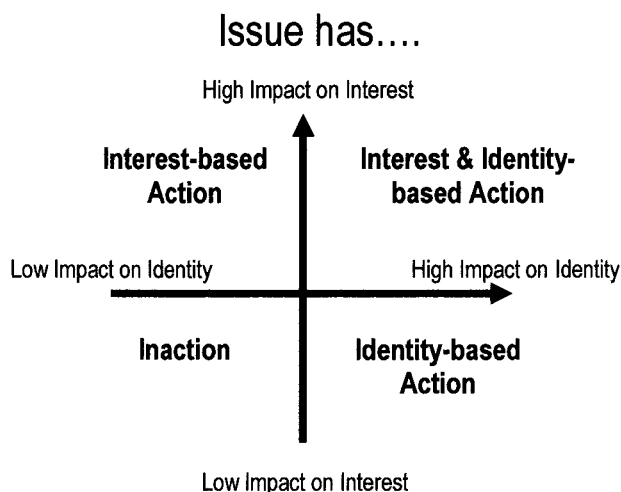 Issue has....
High Impact on Interest
Interest-based
Action
Interest & Identity-
based Action
Low Impact on Identity
High Impact on Identity
Inaction
Identity-based
Action
Low Impact on Interest